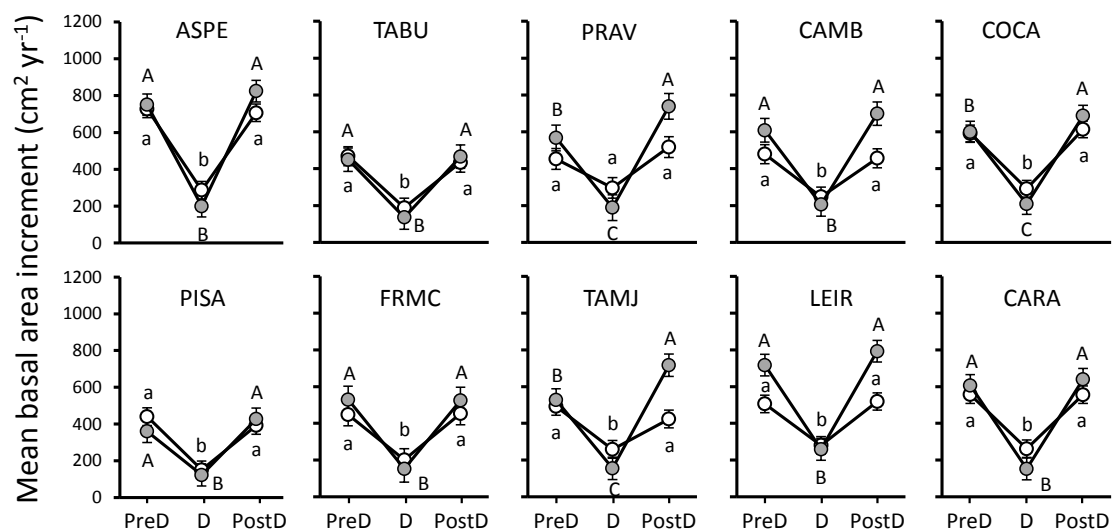 Mean basal area increment (cm² yr⁻¹)
1200
1000
800
600
400
200
0
ASPE
A
a
b
B
A
a
TABU
A
a
b
B
A
a
PRAV
B
a
a
C
A
a
CAMB
A
a
b
B
A
a
COCA
B
a
b
C
A
a
1200
1000
800
600
400
200
0
PISA
a
A
b
B
A
a
PreD D PostD
FRMC
A
a
b
B
A
a
PreD D PostD
TAMJ
B
a
b
C
A
a
PreD D PostD
LEIR
A
a
b
B
A
a
PreD D PostD
CARA
A
a
b
B
A
a
PreD D PostD